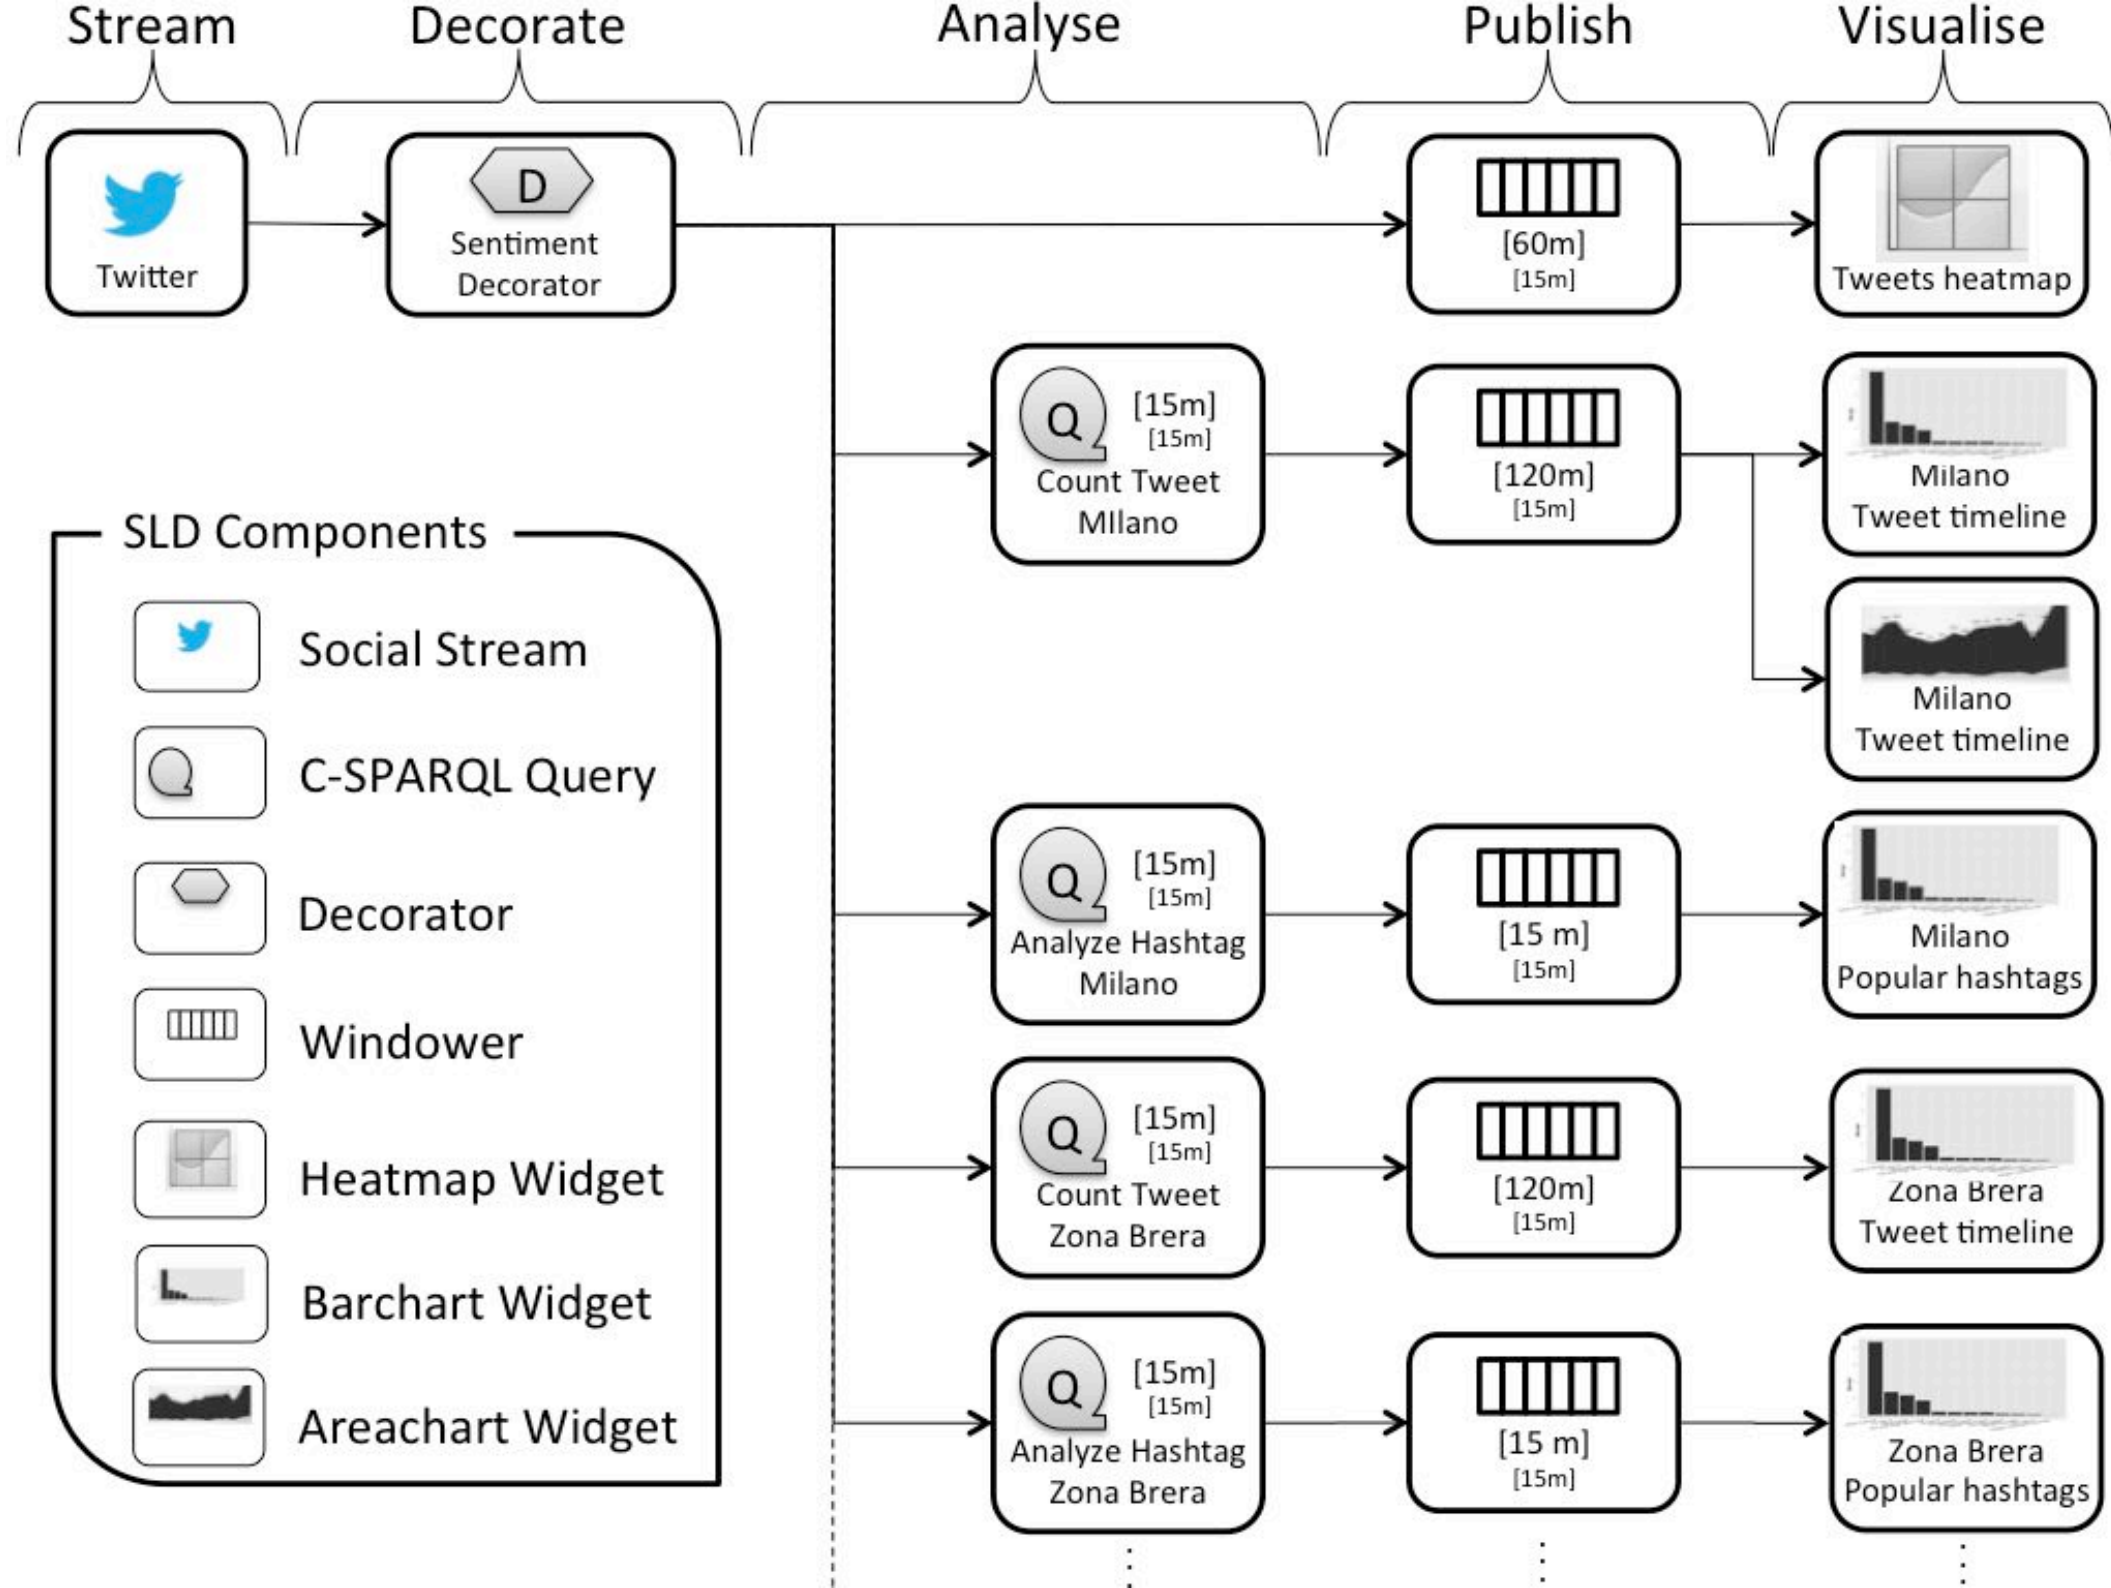 Stream
Decorate
Analyse
Publish
Visualise
Twitter
D
Sentiment
Decorator
[60m]
[15m]
Tweets heatmap
Q
[15m]
[15m]
Count Tweet
MIlano
[120m]
[15m]
Milano
Tweet timeline
Milano
Tweet timeline
Q
[15m]
[15m]
Analyze Hashtag
Milano
[15 m]
[15m]
Milano
Popular hashtags
Q
[15m]
[15m]
Count Tweet
Zona Brera
[120m]
[15m]
Zona Brera
Tweet timeline
Q
[15m]
[15m]
Analyze Hashtag
Zona Brera
[15 m]
[15m]
Zona Brera
Popular hashtags
SLD Components
Social Stream
C-SPARQL Query
Decorator
Windower
Heatmap Widget
Barchart Widget
Areachart Widget